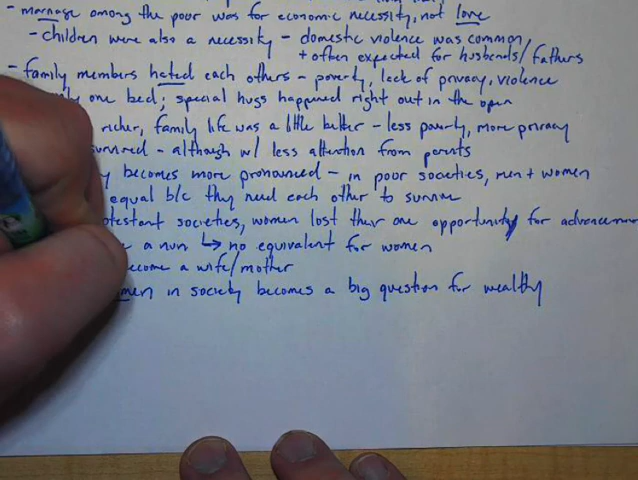 - marriage among the poor was for economic necessity, not love
- children were also a necessity - domestic violence was common,
+ often expected for husbands/fathers
- family members hated each others - poverty, lack of privacy, violence
only one bed; special hugs happened right out in the open
richer, family life was a little better - less poverty, more privacy
survived - although w/ less attention from parents
becomes more pronounced - in poor societies, men + women
equal b/c they need each other to survive
societies, women lost their one opportunity for advancement
a nun ↳ no equivalent for women
become a wife/mother
in society becomes a big question for wealthy